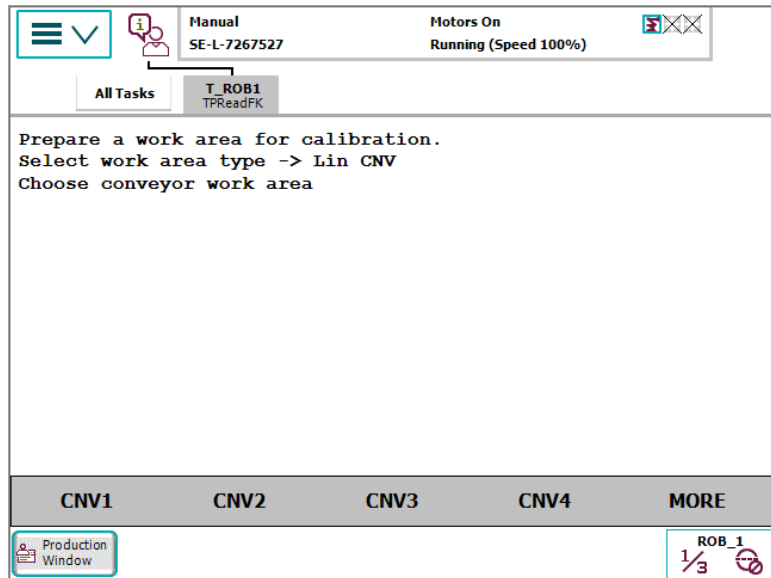 Manual
SE-L-7267527
Motors On
Running (Speed 100%)
All Tasks
T_ROB1
TPReadFK
Prepare a work area for calibration.
Select work area type -> Lin CNV
Choose conveyor work area
CNV1 CNV2 CNV3 CNV4 MORE
Production
Window
ROB_1
1/3